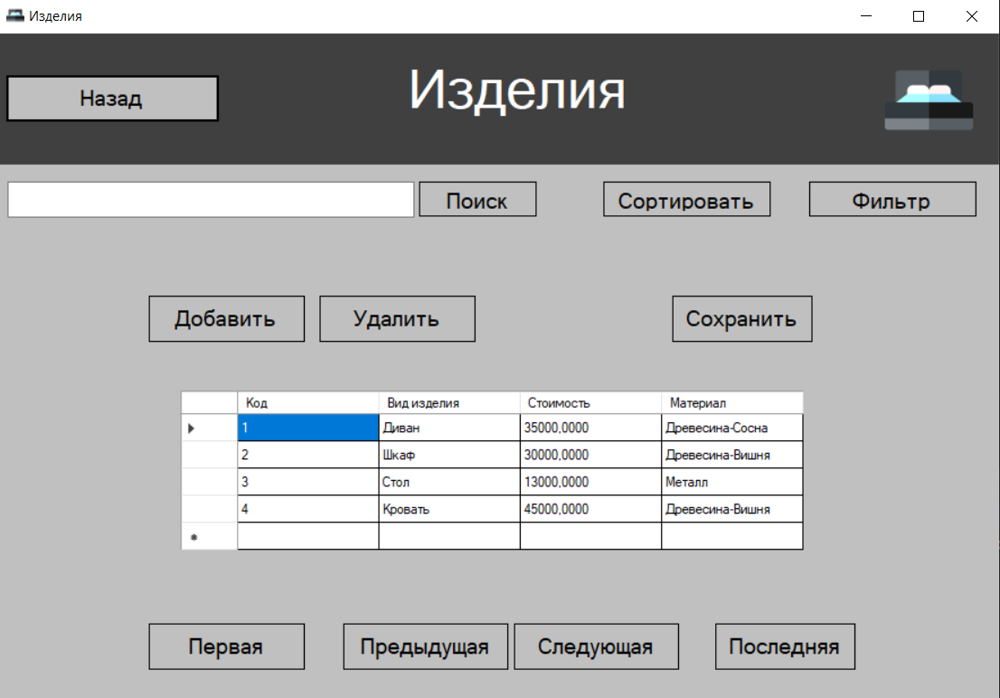 Изделия
Назад
Изделия
Поиск Сортировать Фильтр
Добавить Удалить Сохранить
Код Вид изделия Стоимость Материал
1 Диван 35000,0000 Древесина-Сосна
2 Шкаф 30000,0000 Древесина-Вишня
3 Стол 13000,0000 Металл
4 Кровать 45000,0000 Древесина-Вишня
Первая Предыдущая Следующая Последняя